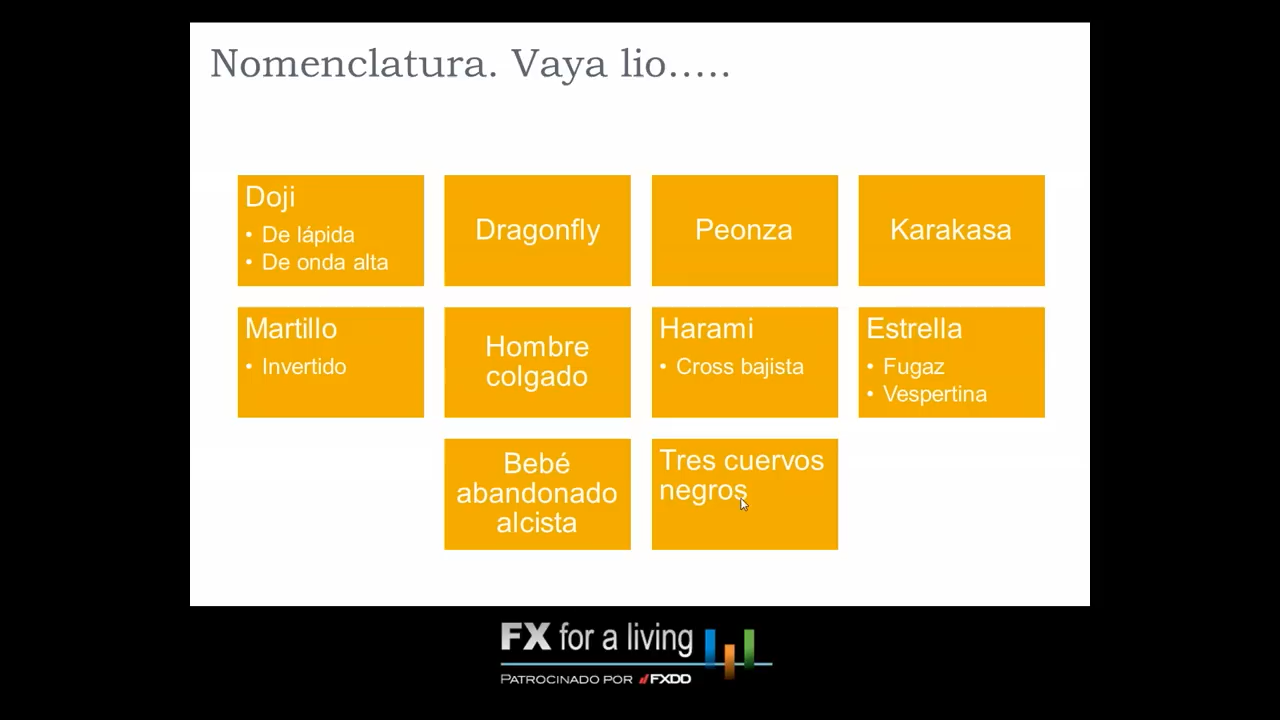 Nomenclatura. Vaya lio.....
Doji
• De lápida
• De onda alta
Dragonfly
Peonza
Karakasa
Martillo
• Invertido
Hombre
colgado
Harami
• Cross bajista
Estrella
• Fugaz
• Vespertina
Bebé
abandonado
alcista
Tres cuervos
negros
FX for a living
PATROCINADO POR FXDD